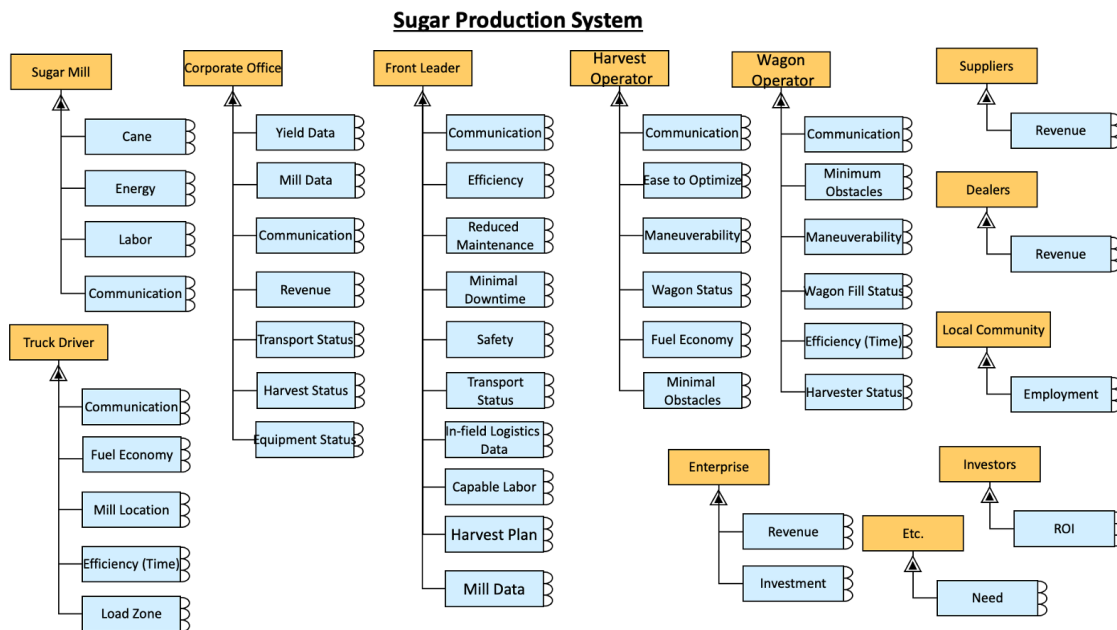 Sugar Production System
Sugar Mill
Cane
Energy
Labor
Communication
Truck Driver
Communication
Fuel Economy
Mill Location
Efficiency (Time)
Load Zone
Corporate Office
Yield Data
Mill Data
Communication
Revenue
Transport Status
Harvest Status
Equipment Status
Front Leader
Communication
Efficiency
Reduced
Maintenance
Minimal
Downtime
Safety
Transport
Status
In-field Logistics
Data
Capable Labor
Harvest Plan
Mill Data
Harvest
Operator
Communication
Ease to Optimize
Maneuverability
Wagon Status
Fuel Economy
Minimal
Obstacles
Wagon
Operator
Communication
Minimum
Obstacles
Maneuverability
Wagon Fill Status
Efficiency (Time)
Harvester Status
Enterprise
Revenue
Investment
Suppliers
Revenue
Dealers
Revenue
Local Community
Employment
Investors
ROI
Etc.
Need